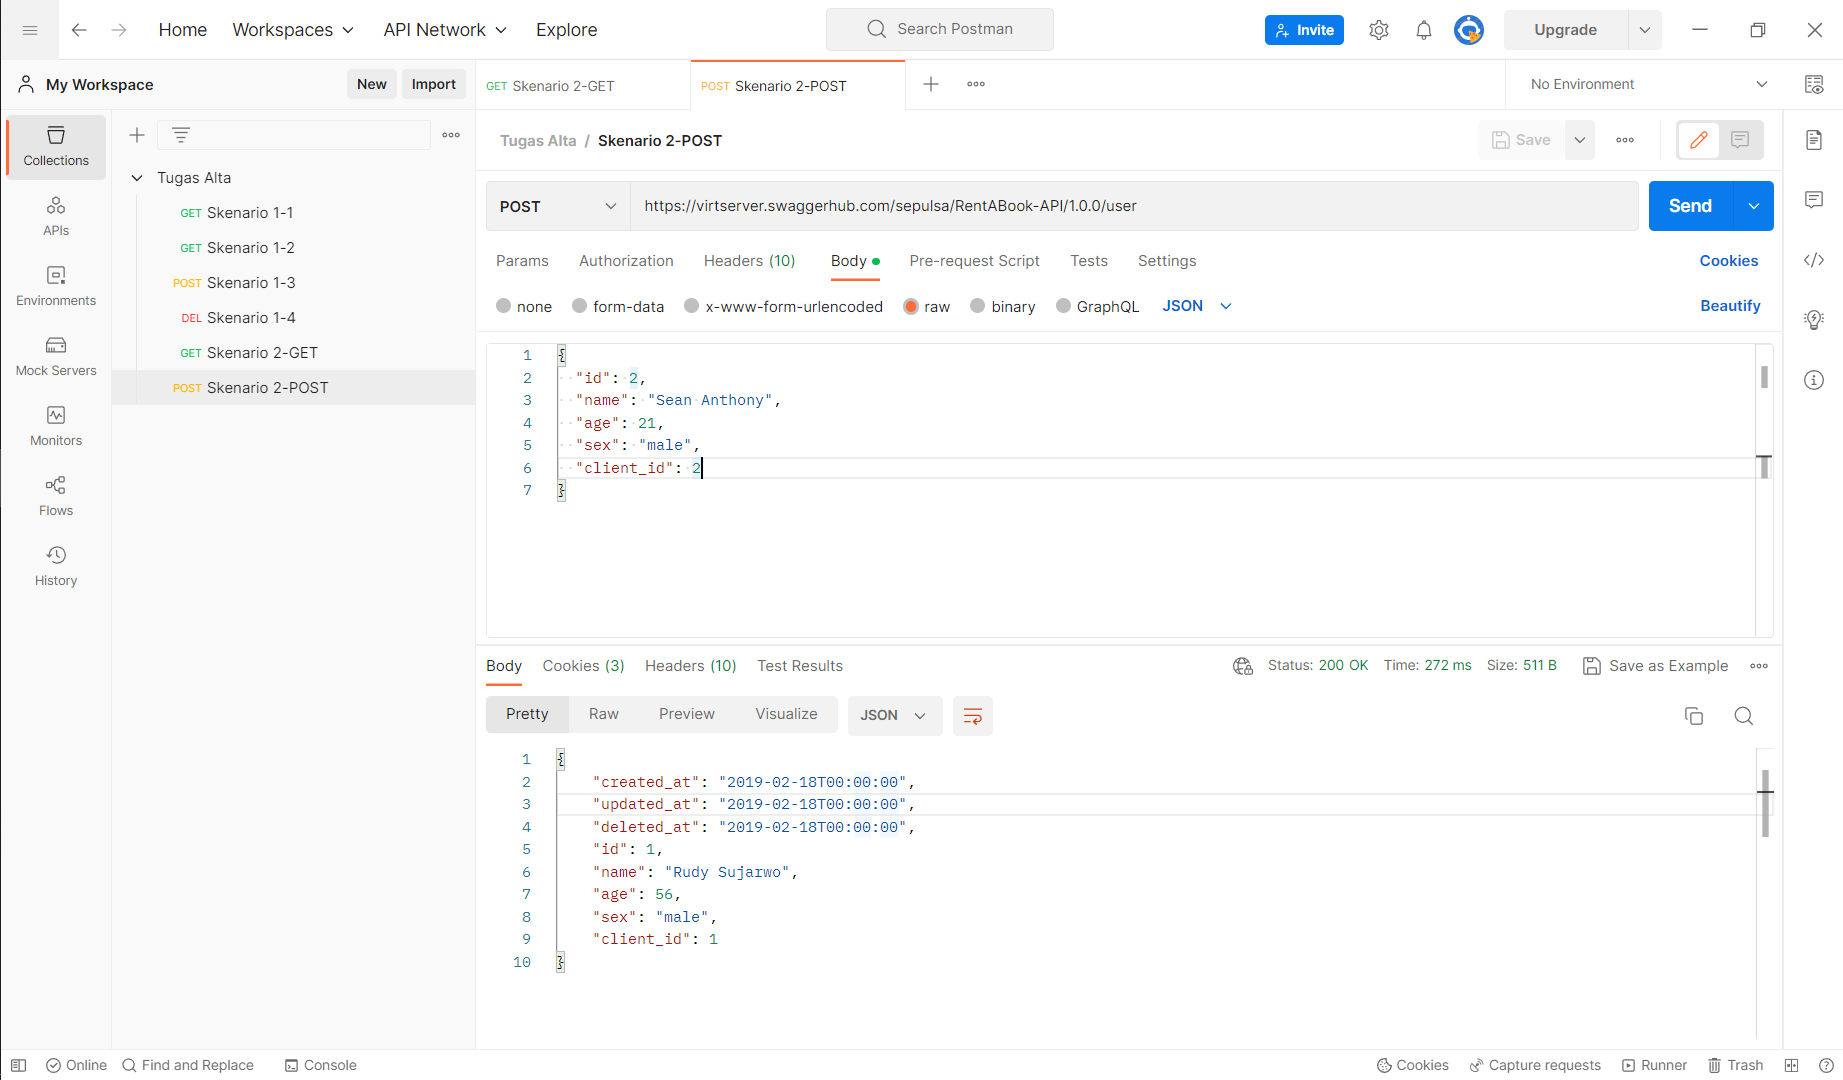 Home Workspaces API Network Explore Search Postman Invite Upgrade
My Workspace New Import GET Skenario 2-GET POST Skenario 2-POST No Environment
Collections
APIs
Environments
Mock Servers
Monitors
Flows
History
Tugas Alta
GET Skenario 1-1
GET Skenario 1-2
POST Skenario 1-3
DEL Skenario 1-4
GET Skenario 2-GET
POST Skenario 2-POST
Tugas Alta / Skenario 2-POST Save
POST https://virtserver.swaggerhub.com/sepulsa/RentABook-API/1.0.0/user Send
Params Authorization Headers (10) Body Pre-request Script Tests Settings Cookies
none form-data x-www-form-urlencoded raw binary GraphQL JSON Beautify
1 {
2 "id": 2,
3 "name": "Sean Anthony",
4 "age": 21,
5 "sex": "male",
6 "client_id": 2
7 }
Body Cookies (3) Headers (10) Test Results Status: 200 OK Time: 272 ms Size: 511 B Save as Example
Pretty Raw Preview Visualize JSON
1 {
2 "created_at": "2019-02-18T00:00:00",
3 "updated_at": "2019-02-18T00:00:00",
4 "deleted_at": "2019-02-18T00:00:00",
5 "id": 1,
6 "name": "Rudy Sujarwo",
7 "age": 56,
8 "sex": "male",
9 "client_id": 1
10 }
Online Find and Replace Console Cookies Capture requests Runner Trash